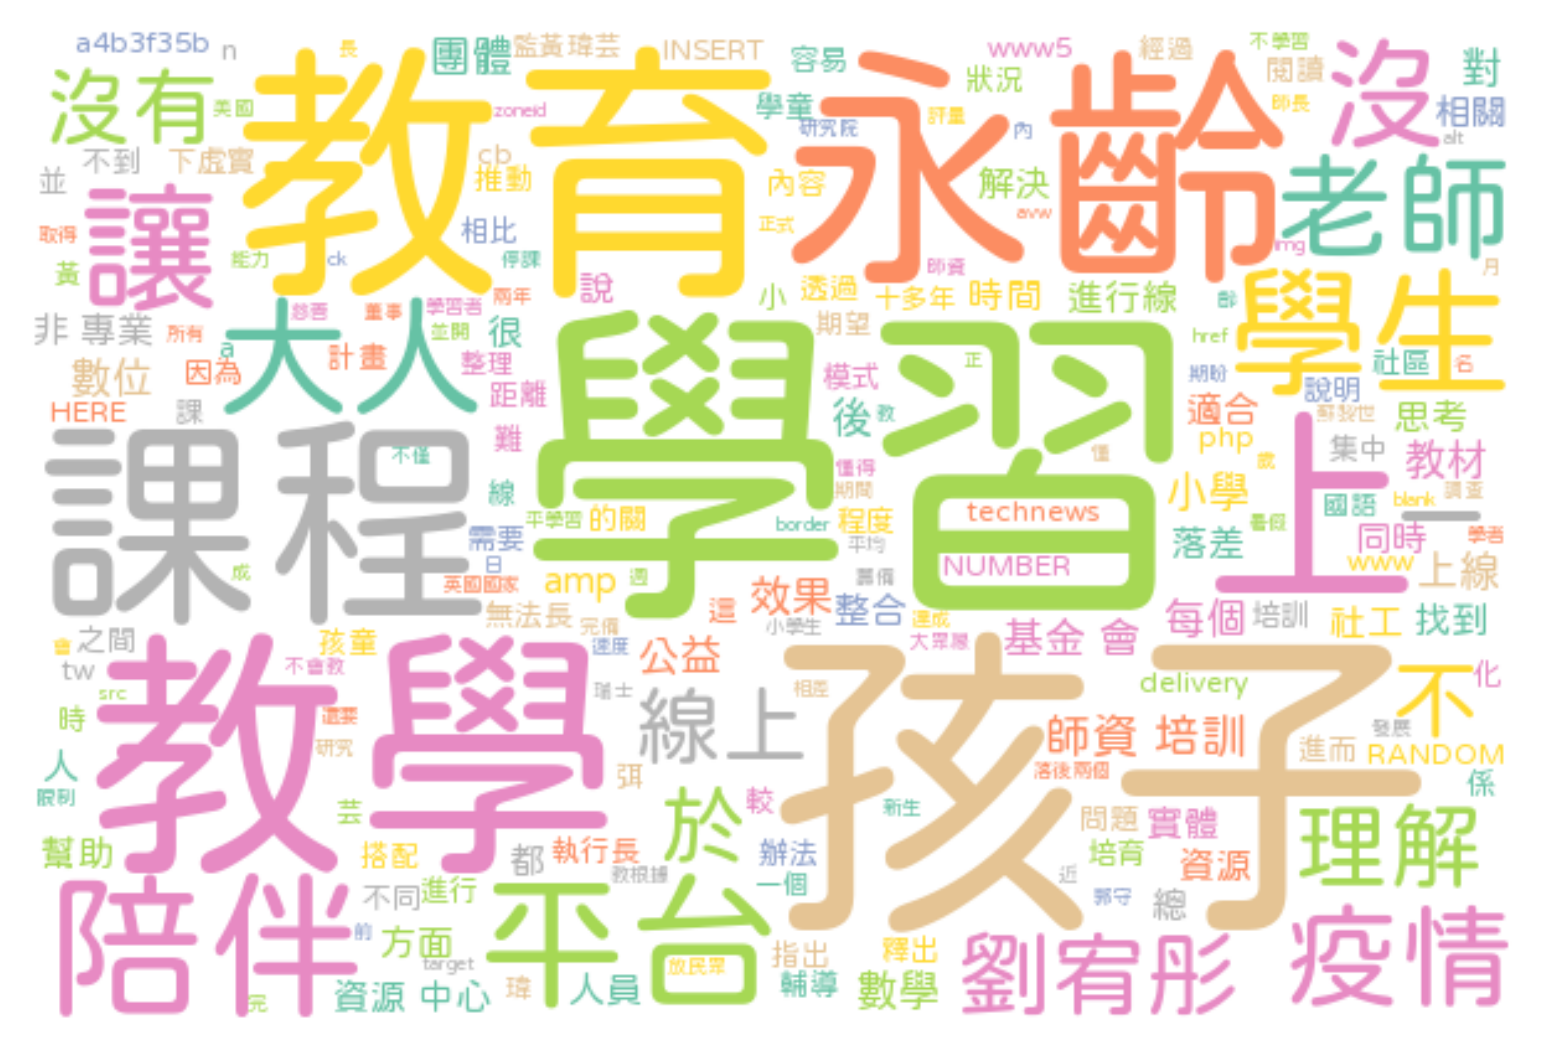 a4b3f35b n 長 團體 監黃瑋芸 INSERT 容易 www5 經過 不學習 對
沒有 美國 教育 zoneid 學童 永齡 狀況 閱讀 沒 相關
研究院 評量 內 師長 alt
並 不到 下虛實 cb 推動 內容 解決 老師
讓 取得 相比 正式 avw img
黃 能力 ck 停課 師資 月
慈善 董事 學習者 兩年 說 小 透過 十多年 時間 進行線 學生
非 專業 所有 大人 並開 很 期望 href
a 計畫 整理 正 社區 名
數位 因為 距離 模式 期盼 說明
HERE 課 學習 後 教 適合 思考
課程 不僅 難 懂得 php 歲 集中 教材
線 期間 小學 上 國語 blank 調查 一
平學習 的關 border 程度 technews 暑假 學者
需要 平均 落差 同時
日 NUMBER www 上線
成 英國國家 amp 週 效果 籌備
無法長 這 整合 達成 每個 培訓 社工 找到
會 之間 孩童 完備 小學生 大眾 基金 會
tw 不會教 速度 公益 孩子 不 化
src 教學 瑞士 相差 delivery
時 還要 線上 師資 培訓 發展
研究 進而 RANDOM
人 弭 落後兩個 係
限制 芸 較 新生 問題 實體 理解
幫助 搭配 都 執行長 於 辦法 培育 資源
教根據 一個 近
陪伴 不同 進行 平台 郭守 總
前 方面 指出 釋出 劉宥彤 疫情
target 放民眾
完 資源 中心 瑋 人員 輔導 數學